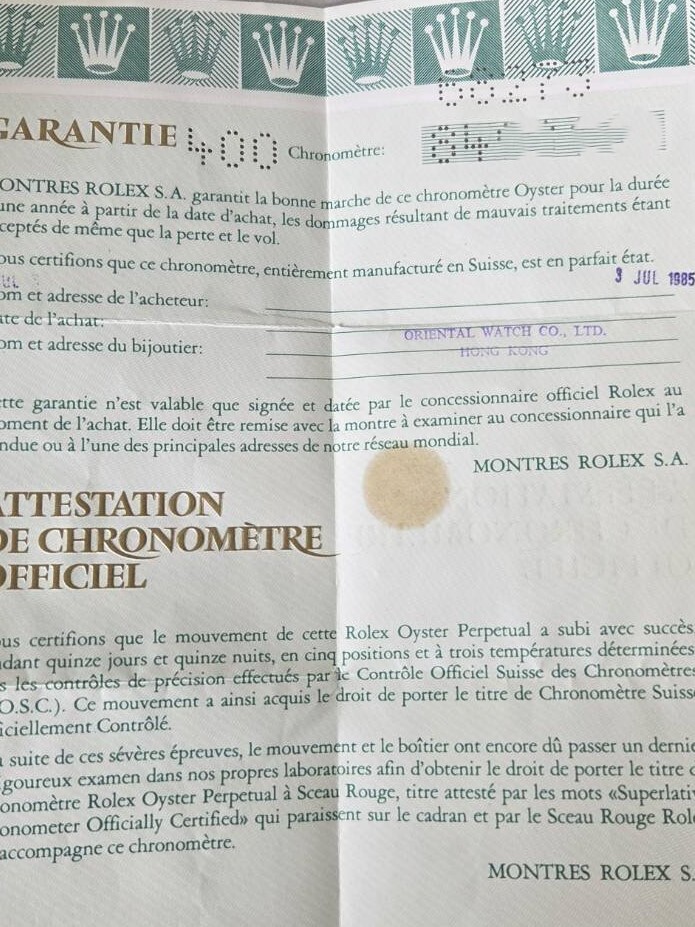 68273
GARANTIE 400 Chronomètre: 84
ONTRES ROLEX S.A. garantit la bonne marche de ce chronomètre Oyster pour la durée
une année à partir de la date d'achat, les dommages résultant de mauvais traitements étant
ceptés de même que la perte et le vol.
ous certifions que ce chronomètre, entièrement manufacturé en Suisse, est en parfait état.
3 JUL 1985
om et adresse de l'acheteur:
ate de l'achat:
ORIENTAL WATCH CO., LTD.
om et adresse du bijoutier:
HONG KONG
tte garantie n'est valable que signée et datée par le concessionnaire officiel Rolex au
oment de l'achat. Elle doit être remise avec la montre à examiner au concessionnaire qui l'a
ndue ou à l'une des principales adresses de notre réseau mondial.
MONTRES ROLEX S.A.
ATTESTATION
DE CHRONOMÈTRE
OFFICIEL
ous certifions que le mouvement de cette Rolex Oyster Perpetual a subi avec succès,
ndant quinze jours et quinze nuits, en cinq positions et à trois températures déterminées
s les contrôles de précision effectués par le Contrôle Officiel Suisse des Chronomètres
.O.S.C.). Ce mouvement a ainsi acquis le droit de porter le titre de Chronomètre Suisse
iciellement Contrôlé.
a suite de ces sévères épreuves, le mouvement et le boîtier ont encore dû passer un dernie
igoureux examen dans nos propres laboratoires afin d'obtenir le droit de porter le titre d
onomètre Rolex Oyster Perpetual à Sceau Rouge, titre attesté par les mots «Superlativ
onometer Officially Certified» qui paraissent sur le cadran et par le Sceau Rouge Role
accompagne ce chronomètre.
MONTRES ROLEX S.